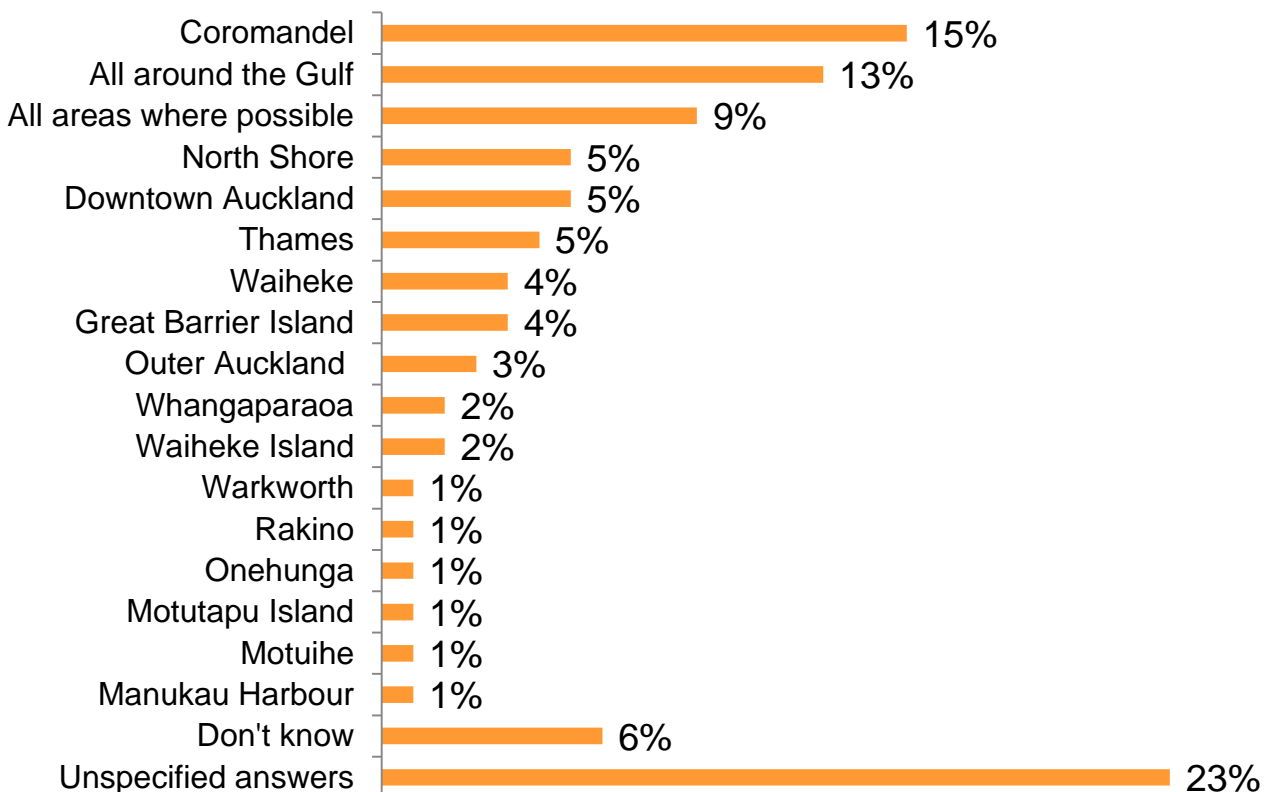 Coromandel 15%
All around the Gulf 13%
All areas where possible 9%
North Shore 5%
Downtown Auckland 5%
Thames 5%
Waiheke 4%
Great Barrier Island 4%
Outer Auckland 3%
Whangaparaoa 2%
Waiheke Island 2%
Warkworth 1%
Rakino 1%
Onehunga 1%
Motutapu Island 1%
Motuihe 1%
Manukau Harbour 1%
Don't know 6%
Unspecified answers 23%